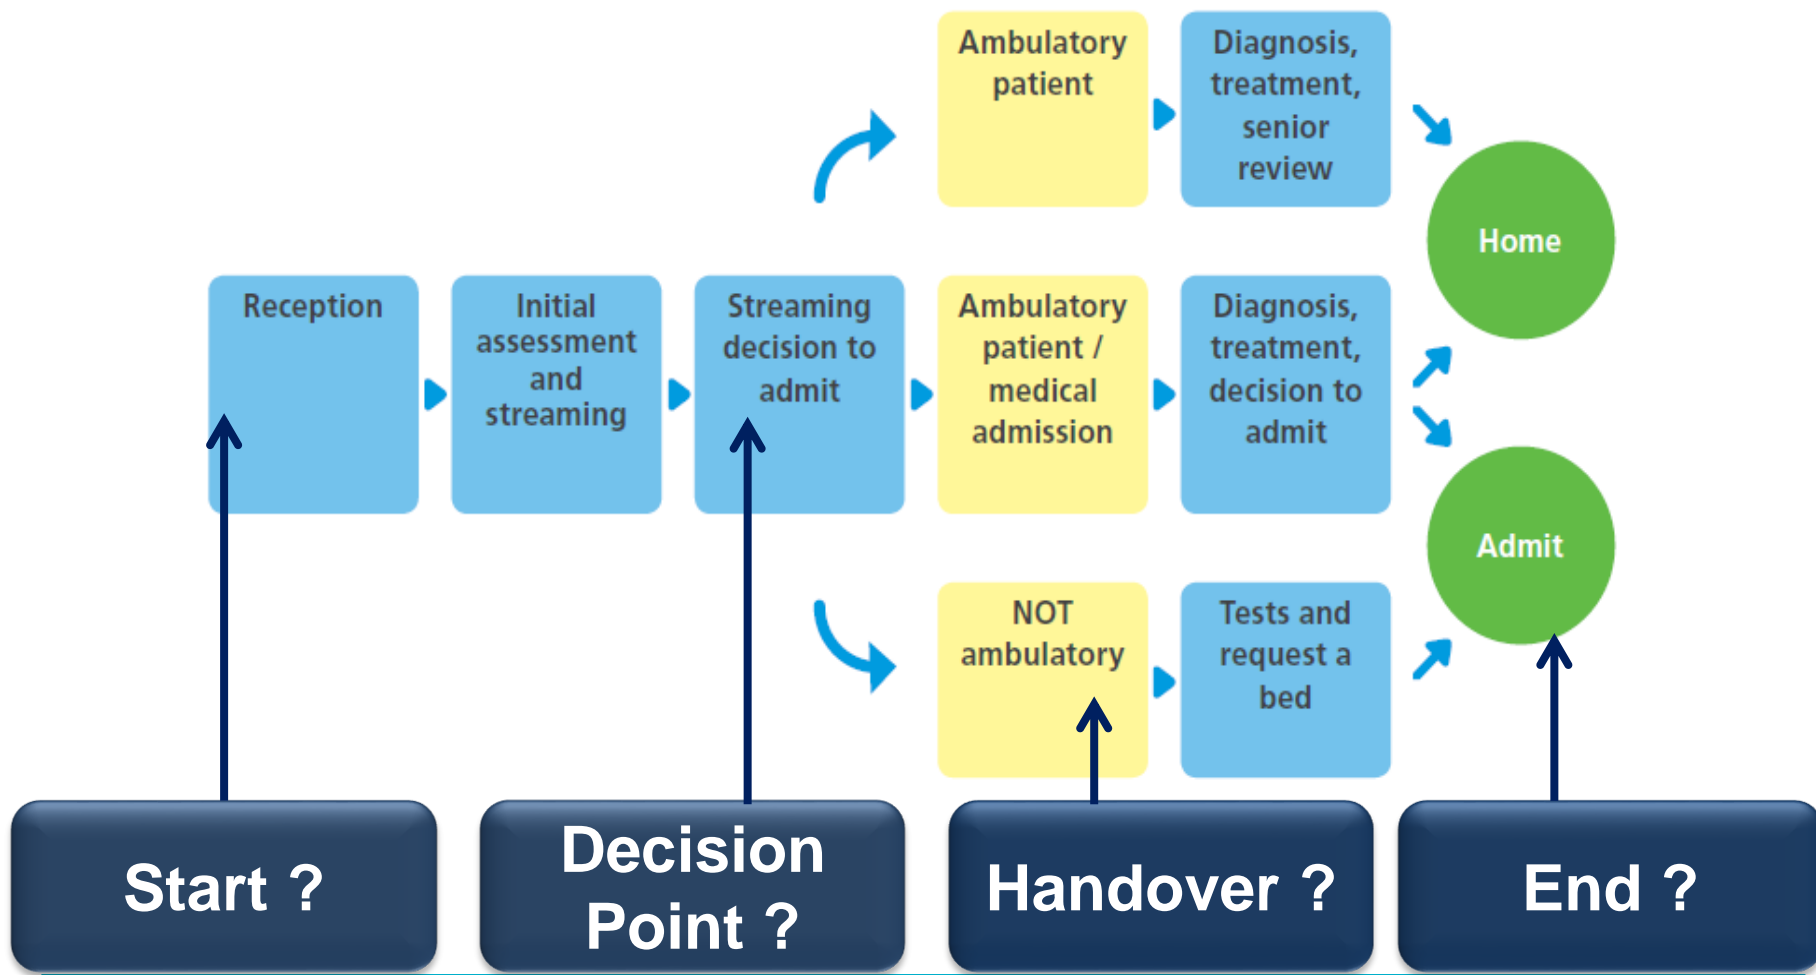 Ambulatory
patient
Diagnosis,
treatment,
senior
review
Home
Reception
Initial
assessment
and
streaming
Streaming
decision to
admit
Ambulatory
patient /
medical
admission
Diagnosis,
treatment,
decision to
admit
Admit
NOT
ambulatory
Tests and
request a
bed
Start ?
Decision
Point ?
Handover ?
End ?